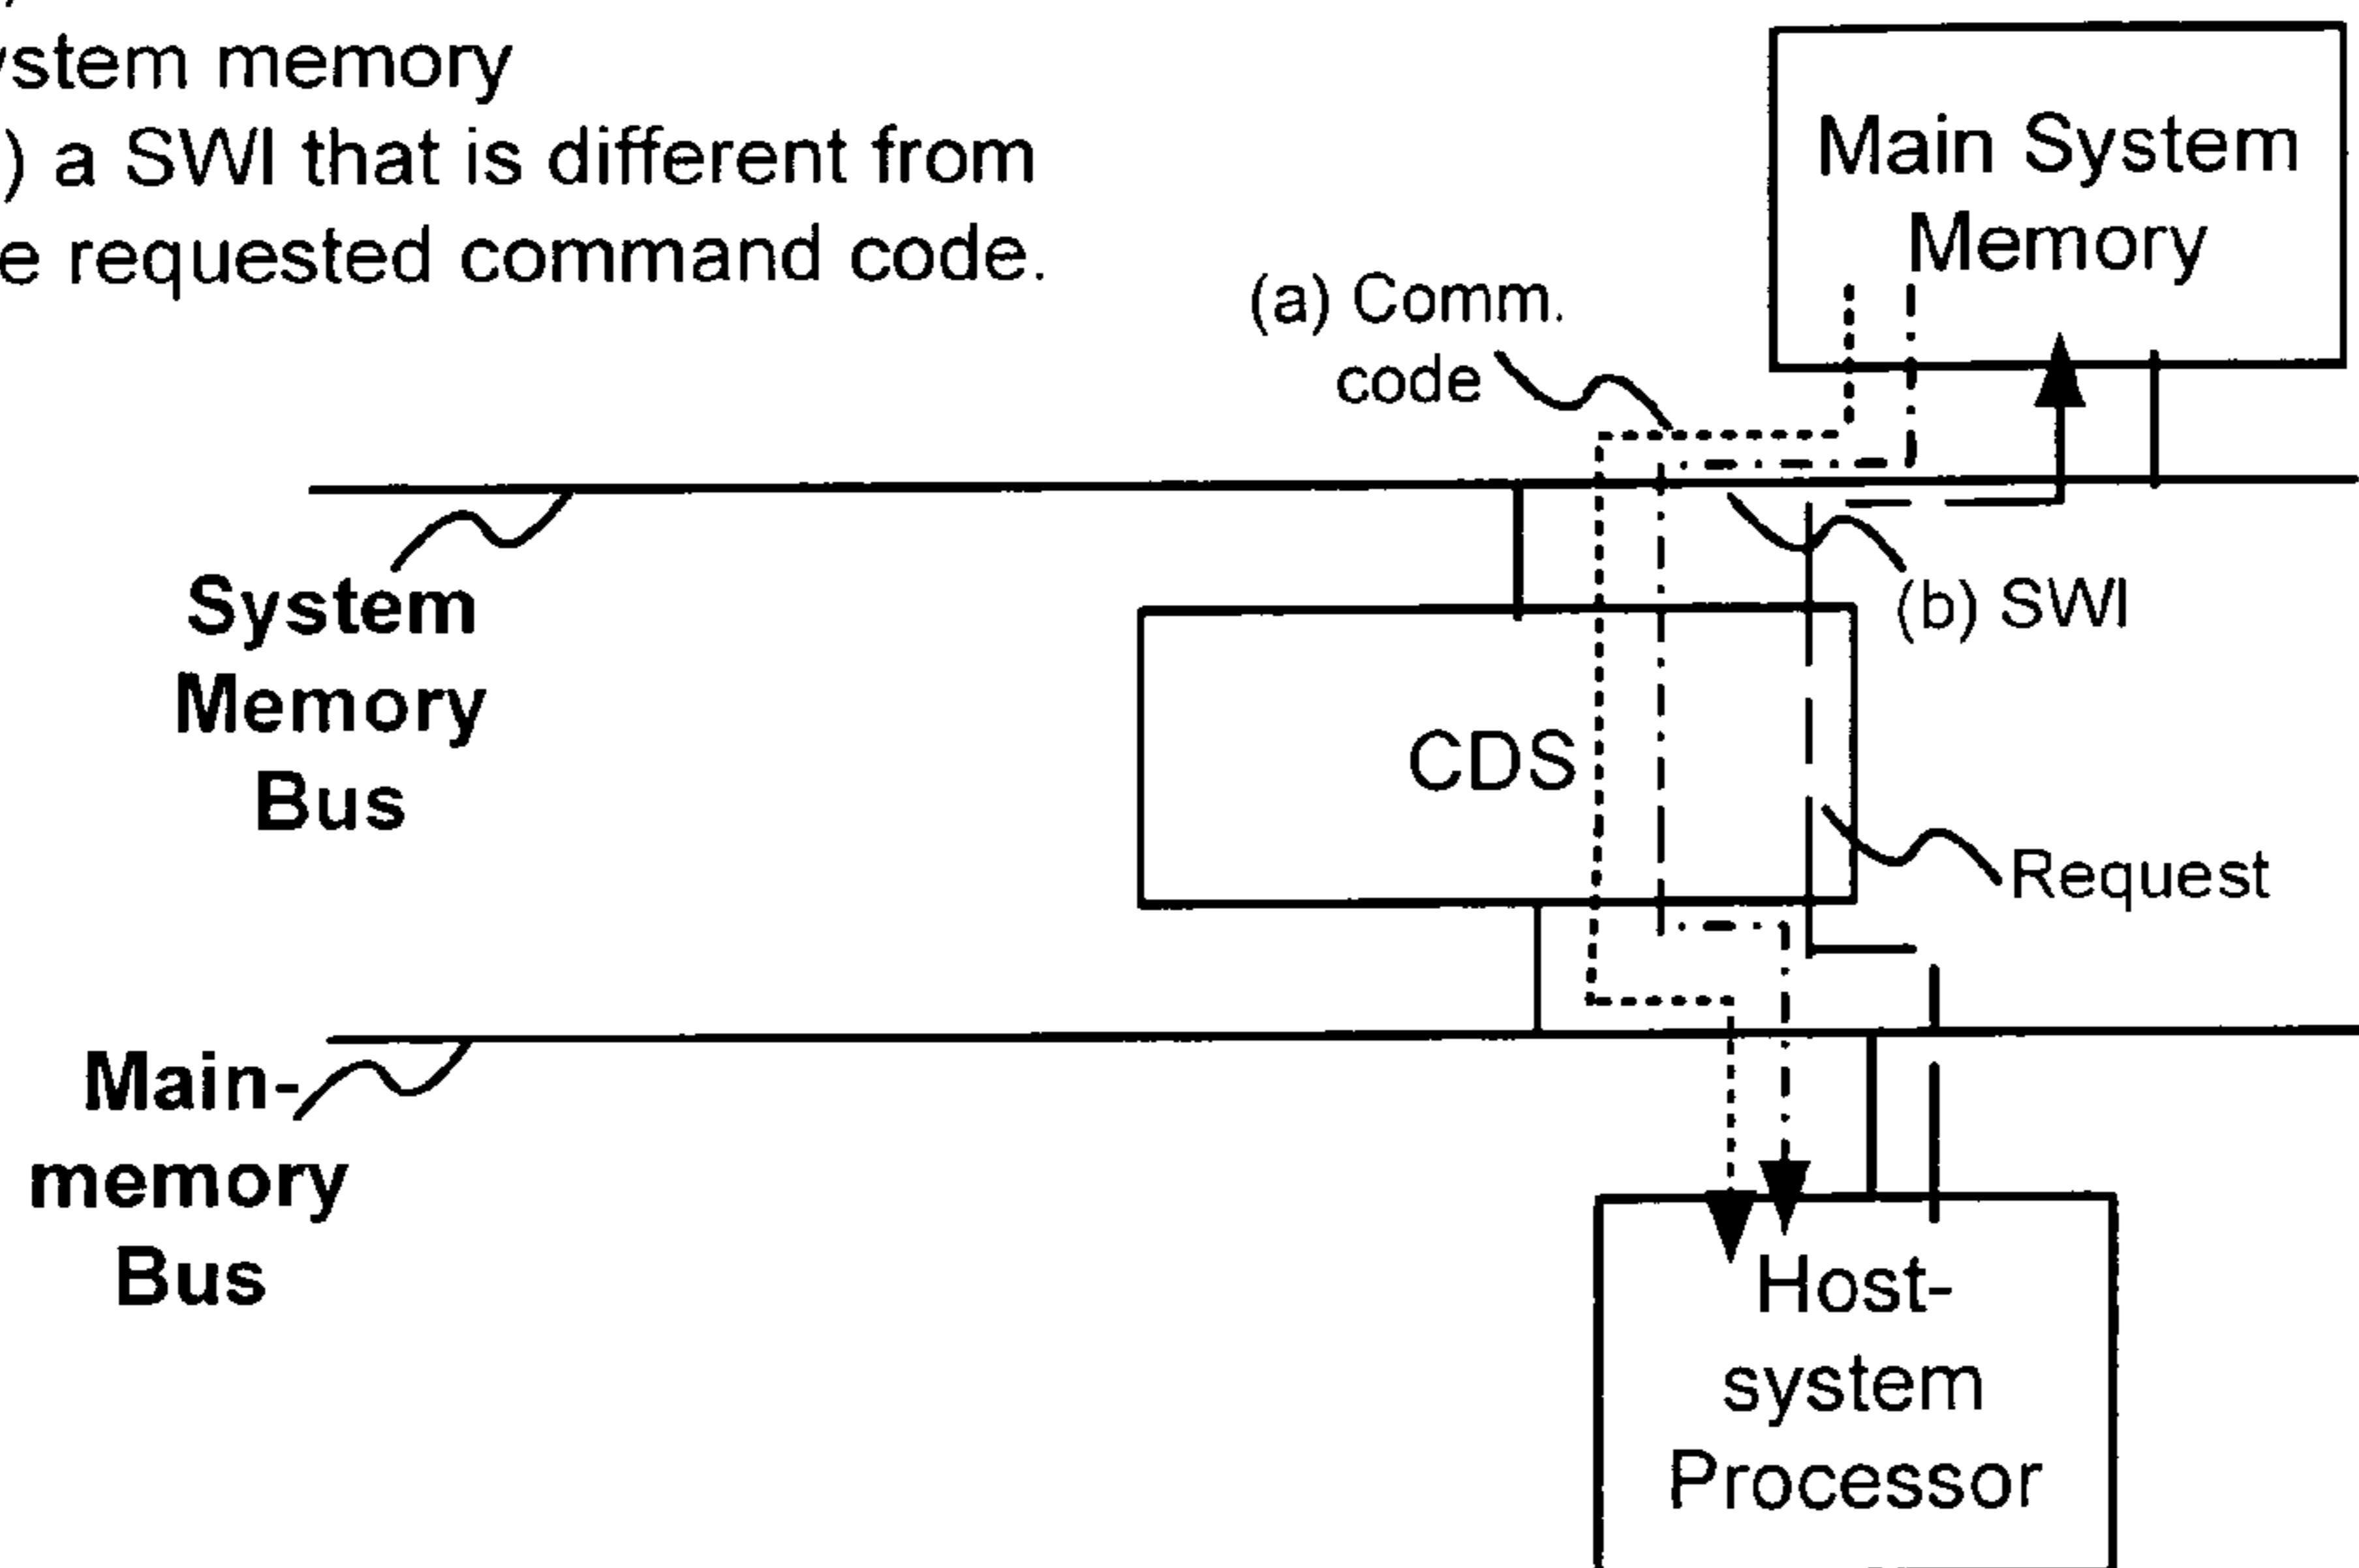 ystem memory
) a SWI that is different from
e requested command code.
Main System
Memory
(a) Comm.
code
System
Memory
Bus
(b) SWI
CDS
Request
Main-
memory
Bus
Host-
system
Processor